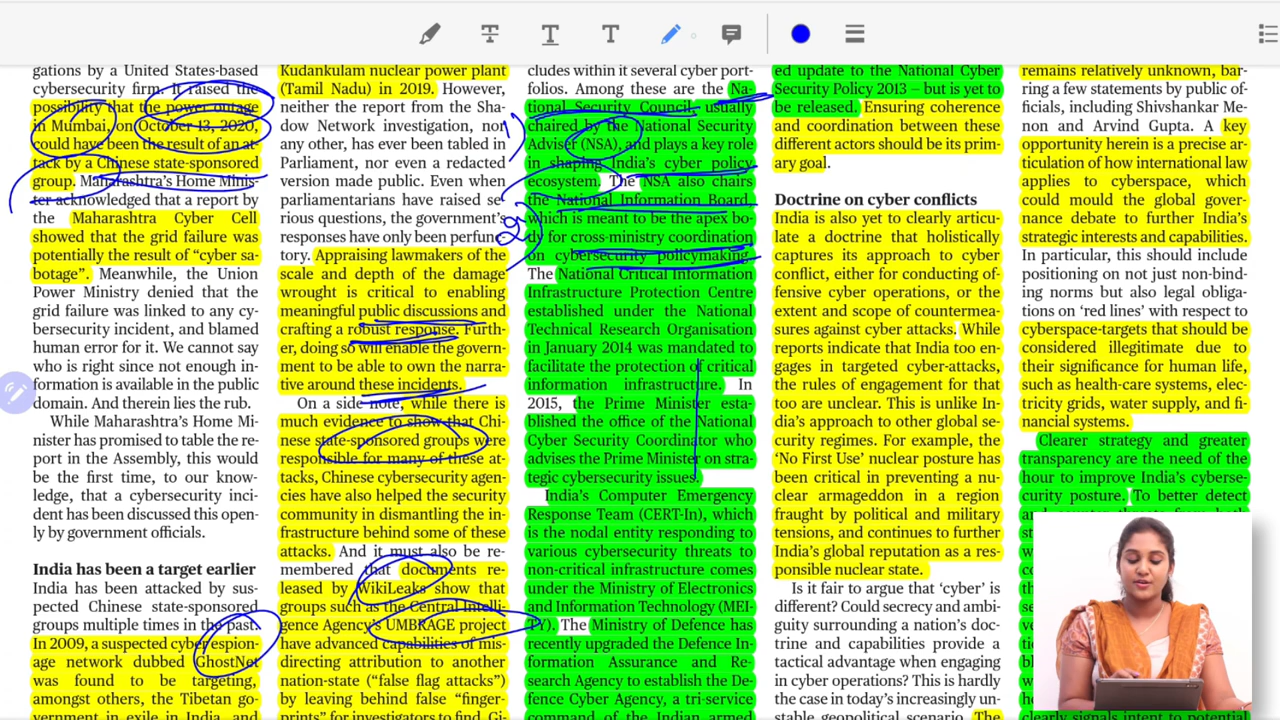 gations by a United States-based
cybersecurity firm. It raised the
possibility that the power outage
in Mumbai, on October 13, 2020,
could have been the result of an at-
tack by a Chinese state-sponsored
group. Maharashtra's Home Minis-
ter acknowledged that a report by
the Maharashtra Cyber Cell
showed that the grid failure was
potentially the result of "cyber sa-
botage". Meanwhile, the Union
Power Ministry denied that the
grid failure was linked to any cy-
bersecurity incident, and blamed
human error for it. We cannot say
who is right since not enough in-
formation is available in the public
domain. And therein lies the rub.
While Maharashtra's Home Mi-
nister has promised to table the re-
port in the Assembly, this would
be the first time, to our know-
ledge, that a cybersecurity inci-
dent has been discussed this open-
ly by government officials.
India has been a target earlier
India has been attacked by sus-
pected Chinese state-sponsored
groups multiple times in the past.
In 2009, a suspected cyber espion-
age network dubbed GhostNet
was found to be targeting,
amongst others, the Tibetan go-
vernment in exile in India, and
Kudankulam nuclear power plant
(Tamil Nadu) in 2019. However,
neither the report from the Sha-
dow Network investigation, nor
any other, has ever been tabled in
Parliament, nor even a redacted
version made public. Even when
parliamentarians have raised se-
rious questions, the government's
responses have only been perfunc-
tory. Appraising lawmakers of the
scale and depth of the damage
wrought is critical to enabling
meaningful public discussions and
crafting a robust response. Furth-
er, doing so will enable the govern-
ment to be able to own the narra-
tive around these incidents.
On a side note, while there is
much evidence to show that Chi-
nese state-sponsored groups were
responsible for many of these at-
tacks, Chinese cybersecurity agen-
cies have also helped the security
community in dismantling the in-
frastructure behind some of these
attacks. And it must also be re-
membered that documents re-
leased by WikiLeaks show that
groups such as the Central Intelli-
gence Agency's UMBRAGE project
have advanced capabilities of mis-
directing attribution to another
nation-state ("false flag attacks")
by leaving behind false "finger-
prints" for investigators to find. Gi-
cludes within it several cyber port-
folios. Among these are the Na-
tional Security Council, usually
chaired by the National Security
Adviser (NSA), and plays a key role
in shaping India's cyber policy
ecosystem. The NSA also chairs
the National Information Board,
which is meant to be the apex bo-
dy for cross-ministry coordination
on cybersecurity policymaking.
The National Critical Information
Infrastructure Protection Centre
established under the National
Technical Research Organisation
in January 2014 was mandated to
facilitate the protection of critical
information infrastructure. In
2015, the Prime Minister esta-
blished the office of the National
Cyber Security Coordinator who
advises the Prime Minister on stra-
tegic cybersecurity issues.
India's Computer Emergency
Response Team (CERT-In), which
is the nodal entity responding to
various cybersecurity threats to
non-critical infrastructure comes
under the Ministry of Electronics
and Information Technology (MEI-
TY). The Ministry of Defence has
recently upgraded the Defence In-
formation Assurance and Re-
search Agency to establish the De-
fence Cyber Agency, a tri-service
command of the Indian armed
ed update to the National Cyber
Security Policy 2013 – but is yet to
be released. Ensuring coherence
and coordination between these
different actors should be its prim-
ary goal.
Doctrine on cyber conflicts
India is also yet to clearly articu-
late a doctrine that holistically
captures its approach to cyber
conflict, either for conducting of-
fensive cyber operations, or the
extent and scope of countermea-
sures against cyber attacks. While
reports indicate that India too en-
gages in targeted cyber-attacks,
the rules of engagement for that
too are unclear. This is unlike In-
dia's approach to other global se-
curity regimes. For example, the
'No First Use' nuclear posture has
been critical in preventing a nu-
clear armageddon in a region
fraught by political and military
tensions, and continues to further
India's global reputation as a res-
ponsible nuclear state.
Is it fair to argue that 'cyber' is
different? Could secrecy and ambi-
guity surrounding a nation's doc-
trine and capabilities provide a
tactical advantage when engaging
in cyber operations? This is hardly
the case in today's increasingly un-
stable geopolitical scenario. The
remains relatively unknown, bar-
ring a few statements by public of-
ficials, including Shivshankar Me-
non and Arvind Gupta. A key
opportunity herein is a precise ar-
ticulation of how international law
applies to cyberspace, which
could mould the global gover-
nance debate to further India's
strategic interests and capabilities.
In particular, this should include
positioning on not just non-bind-
ing norms but also legal obliga-
tions on 'red lines' with respect to
cyberspace-targets that should be
considered illegitimate due to
their significance for human life,
such as health-care systems, elec-
tricity grids, water supply, and fi-
nancial systems.
Clearer strategy and greater
transparency are the need of the
hour to improve India's cyberse-
curity posture. To better detect
clearly signals intent to potential